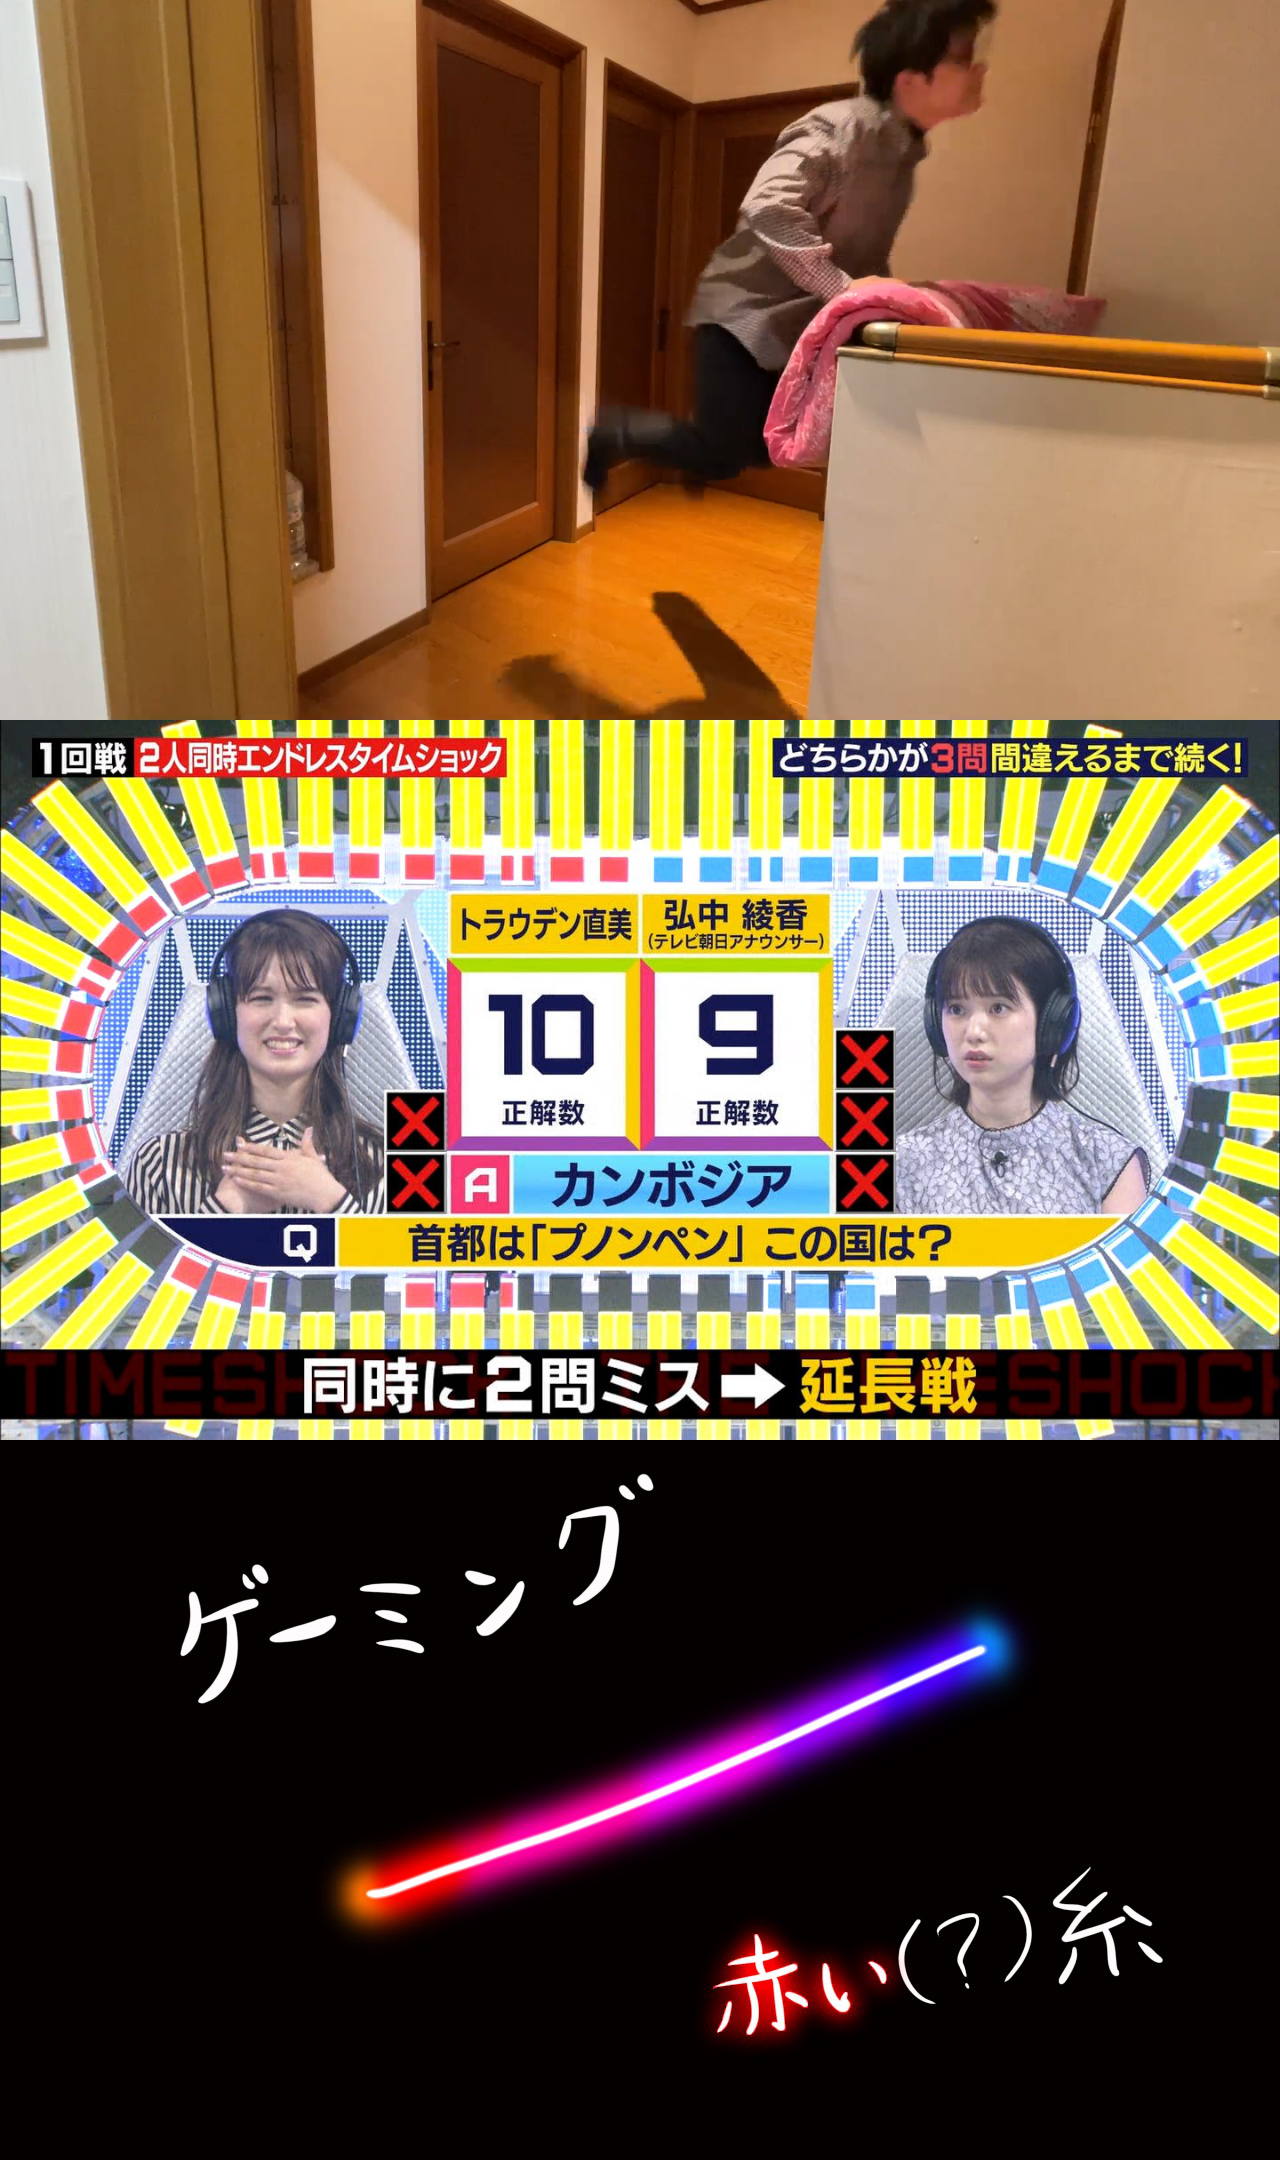 1回戦 2人同時エンドレスタイムショック
どちらかが3問間違えるまで続く!
トラウデン直美
弘中 綾香
(テレビ朝日アナウンサー)
10
正解数
9
正解数
A カンボジア
Q 首都は「プノンペン」この国は?
同時に2問ミス➡延長戦
ゲーミング
赤い(?)糸